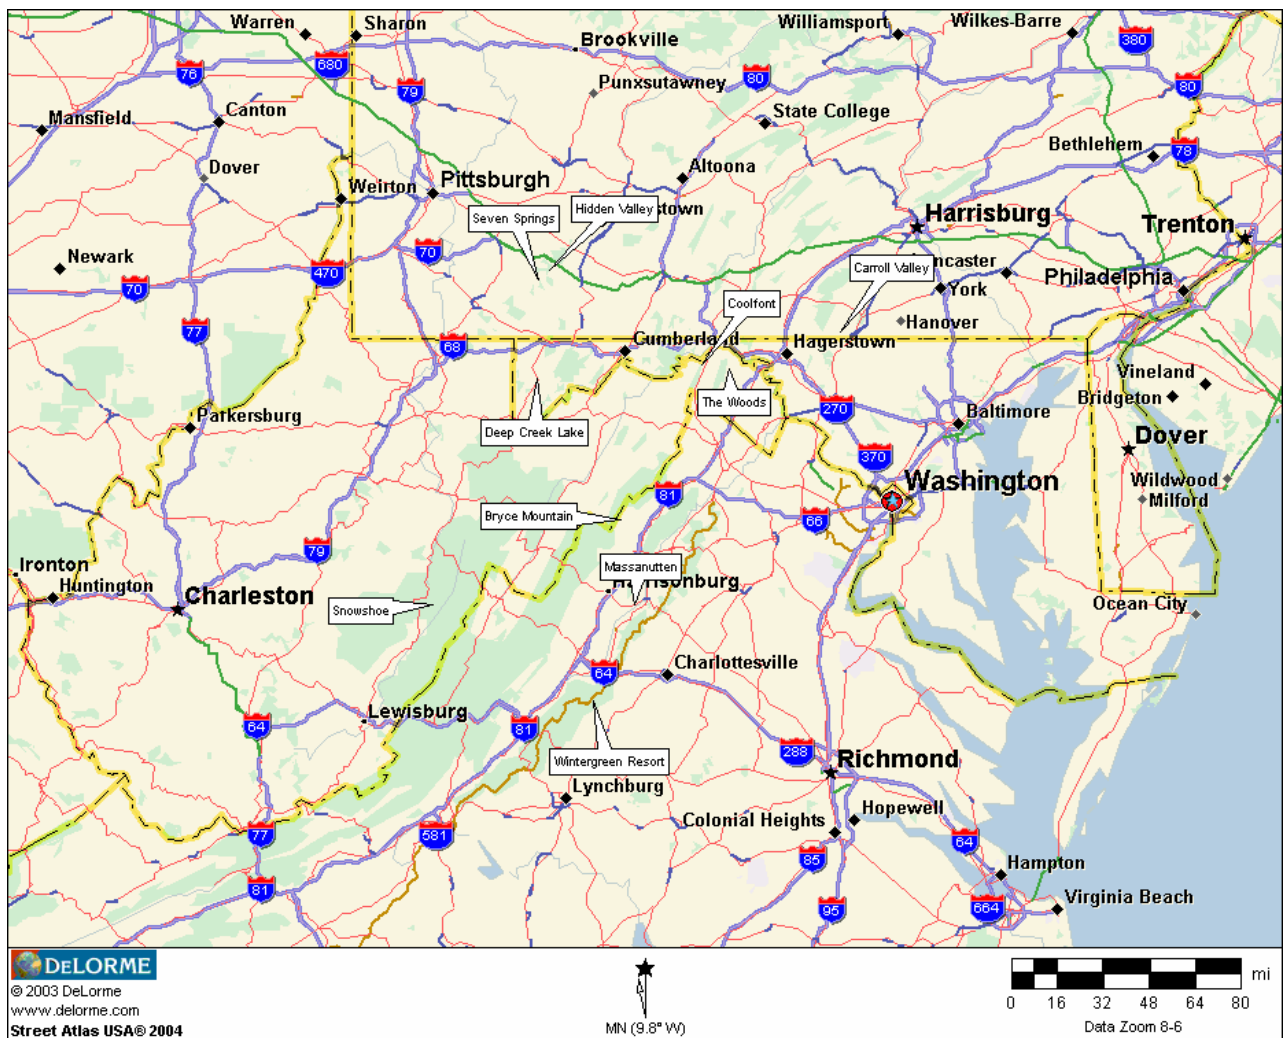 Warren
Sharon
Williamsport
Wilkes-Barre
Brookville
380
680
76
79
80
80
Punxsutawney
Mansfield
Canton
State College
Bethlehem
78
Dover
Altoona
Weirton
Pittsburgh
Seven Springs
Hidden Valley
stown
Harrisburg
Trenton
Newark
70
470
70
Carroll Valley
ncaster
Philadelphia
York
Coolfont
77
Hanover
68
Cumberland
Hagerstown
Vineland
The Woods
Bridgeton
270
Baltimore
Parkersburg
Deep Creek Lake
Dover
370
Washington
Wildwood
81
Milford
Bryce Mountain
66
79
Ironton
Massanutten
Huntington
risonburg
Charleston
Snowshoe
Ocean City
64
Charlottesville
Lewisburg
64
81
288
Richmond
Wintergreen Resort
Lynchburg
Hopewell
Colonial Heights
77
581
64
85
Hampton
81
Virginia Beach
95
664
DELORME
© 2003 DeLorme
www.delorme.com
Street Atlas USA® 2004
MN (9.8° W)
mi
0 16 32 48 64 80
Data Zoom 8-6